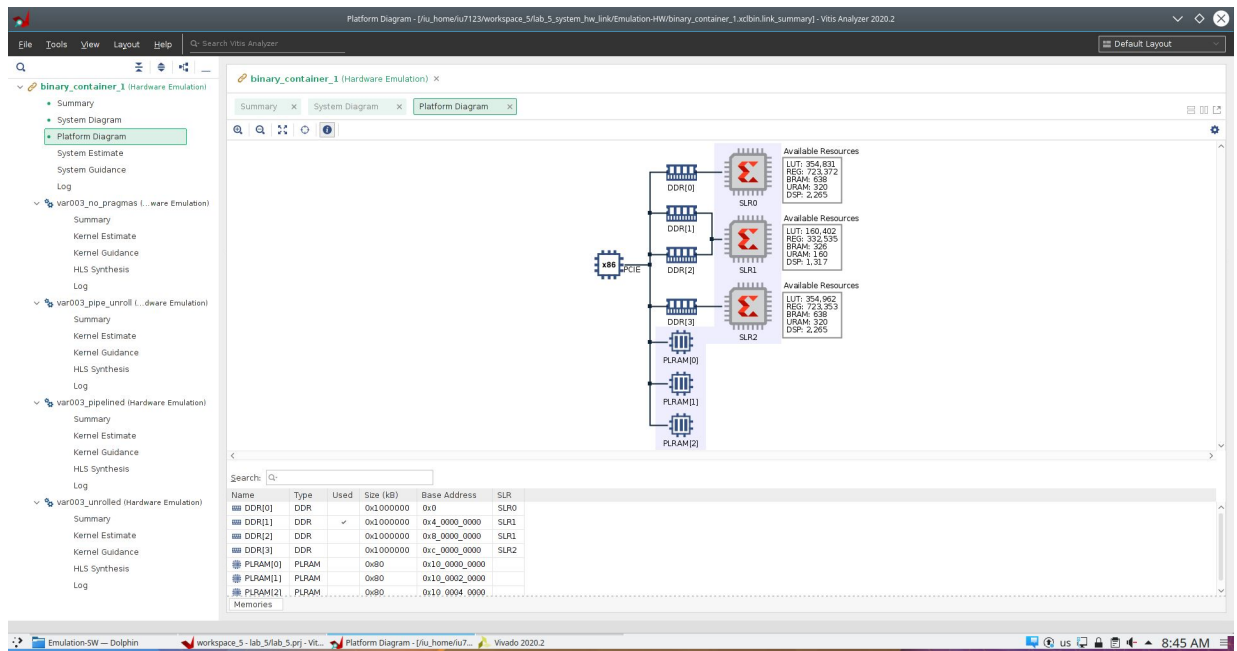 Platform Diagram - [/iu_home/iu7123/workspace_5/lab_5_system_hw_link/Emulation-HW/binary_container_1.xclbin.link_summary] - Vitis Analyzer 2020.2
File Tools View Layout Help Search Vitis Analyzer Default Layout
binary_container_1 (Hardware Emulation)
Summary
System Diagram
Platform Diagram
System Estimate
System Guidance
Log
var003_no_pragmas (...ware Emulation)
Summary
Kernel Estimate
Kernel Guidance
HLS Synthesis
Log
var003_pipe_unroll (...dware Emulation)
Summary
Kernel Estimate
Kernel Guidance
HLS Synthesis
Log
var003_pipelined (Hardware Emulation)
Summary
Kernel Estimate
Kernel Guidance
HLS Synthesis
Log
var003_unrolled (Hardware Emulation)
Summary
Kernel Estimate
Kernel Guidance
HLS Synthesis
Log
binary_container_1 (Hardware Emulation)
Summary System Diagram Platform Diagram
x86
PCIE
DDR[0]
DDR[1]
DDR[2]
DDR[3]
PLRAM[0]
PLRAM[1]
PLRAM[2]
SLR0
Available Resources
LUT: 354,831
REG: 723,372
BRAM: 638
URAM: 320
DSP: 2,265
SLR1
Available Resources
LUT: 160,402
REG: 332,535
BRAM: 326
URAM: 160
DSP: 1,317
SLR2
Available Resources
LUT: 354,962
REG: 723,353
BRAM: 638
URAM: 320
DSP: 2,265
Search:
Name Type Used Size (kB) Base Address SLR
DDR[0] DDR 0x1000000 0x0 SLR0
DDR[1] DDR ✓ 0x1000000 0x4_0000_0000 SLR1
DDR[2] DDR 0x1000000 0x8_0000_0000 SLR1
DDR[3] DDR 0x1000000 0xc_0000_0000 SLR2
PLRAM[0] PLRAM 0x80 0x10_0000_0000
PLRAM[1] PLRAM 0x80 0x10_0002_0000
PLRAM[2] PLRAM 0x80 0x10_0004_0000
Memories
Emulation-SW — Dolphin workspace_5 - lab_5/lab_5.prj - Vit... Platform Diagram - [/iu_home/iu7... Vivado 2020.2 us 8:45 AM